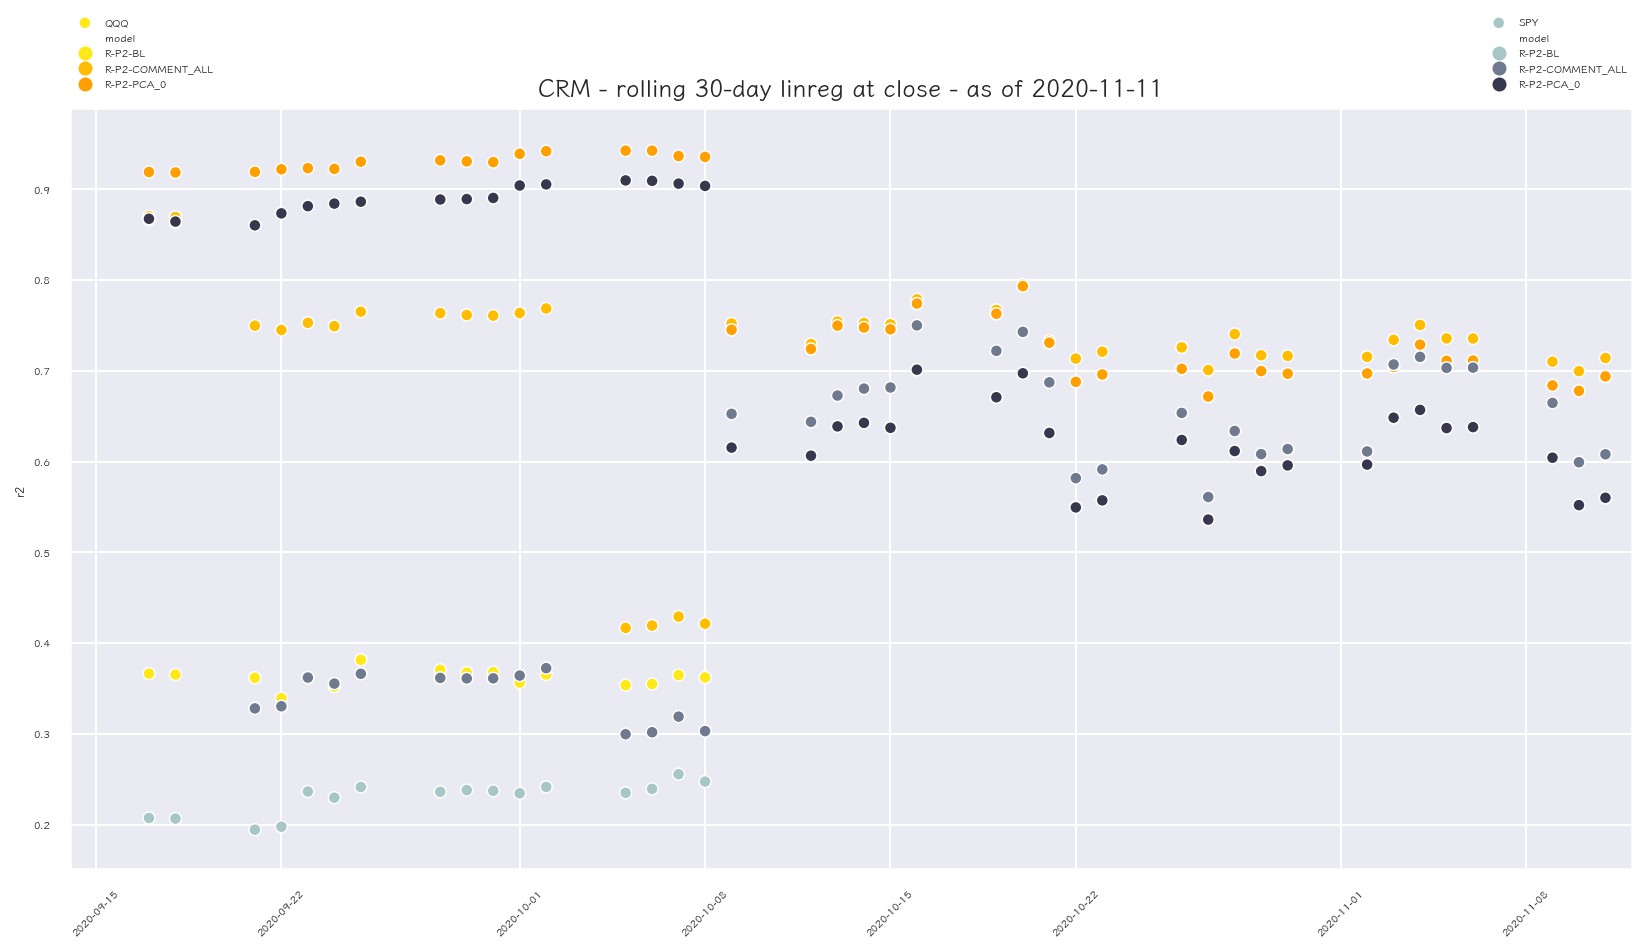 QQQ
model
R-P2-BL
R-P2-COMMENT_ALL
R-P2-PCA_0
SPY
model
R-P2-BL
R-P2-COMMENT_ALL
R-P2-PCA_0
CRM - rolling 30-day linreg at close - as of 2020-11-11
0.9
0.8
0.7
0.6
0.5
0.4
0.3
0.2
r2
2020-09-15
2020-09-22
2020-10-01
2020-10-08
2020-10-15
2020-10-22
2020-11-01
2020-11-08